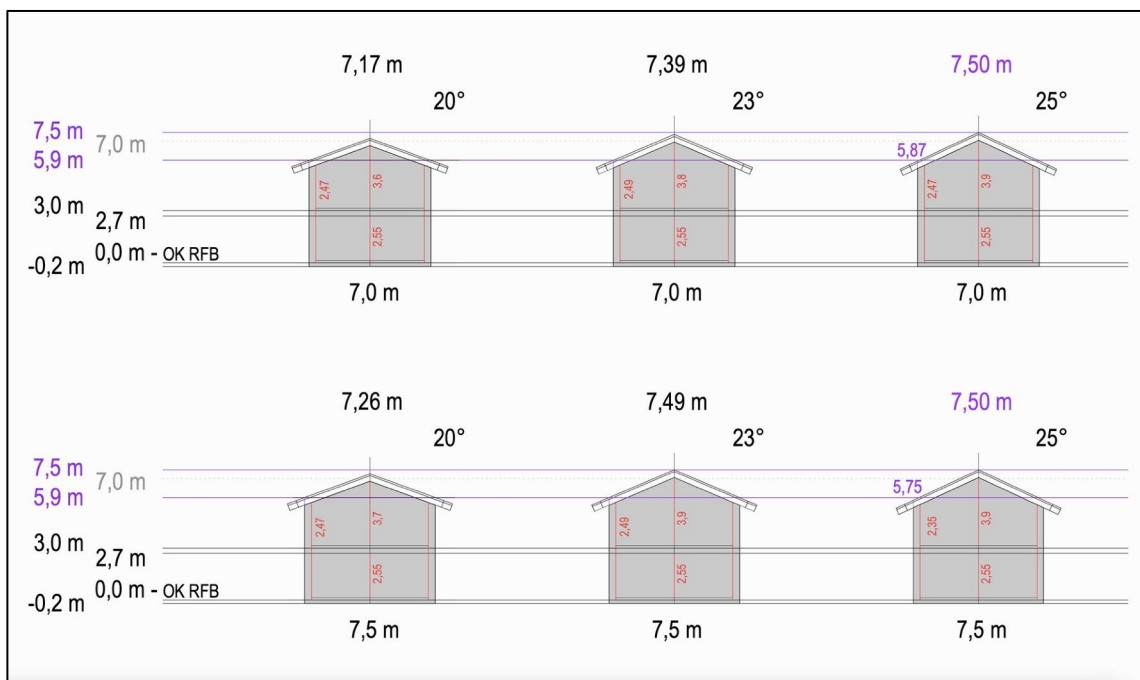 7,17 m 7,39 m 7,50 m
20° 23° 25°
7,5 m 7,0 m
5,9 m 5,87
2,47 3,6 2,49 3,8 2,47 3,9
3,0 m
2,7 m
2,55 2,55 2,55
0,0 m - OK RFB
-0,2 m
7,0 m 7,0 m 7,0 m
7,26 m 7,49 m 7,50 m
20° 23° 25°
7,5 m 7,0 m
5,9 m 5,75
2,47 3,7 2,49 3,9 2,35 3,9
3,0 m
2,7 m
2,55 2,55 2,55
0,0 m - OK RFB
-0,2 m
7,5 m 7,5 m 7,5 m